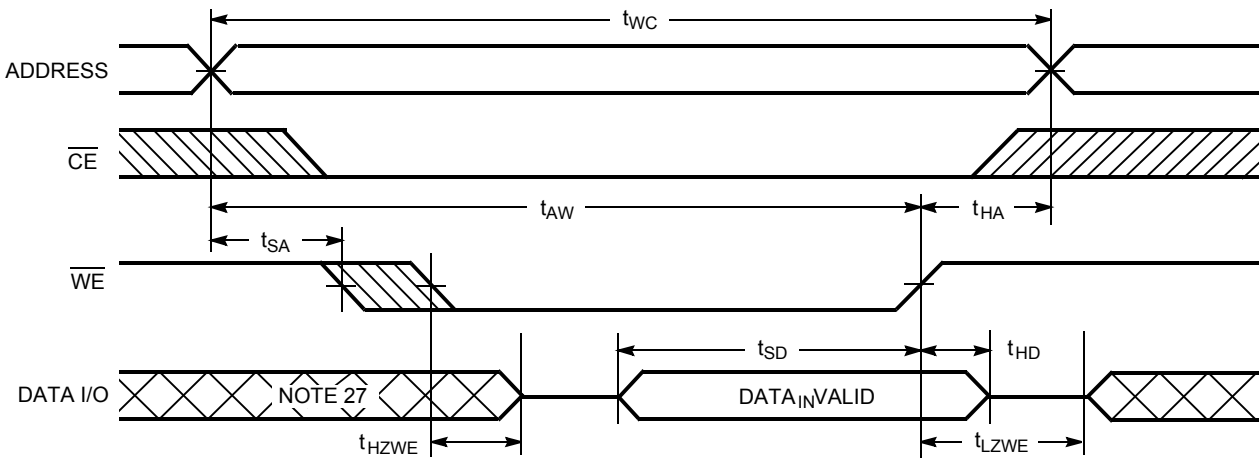 tWC
ADDRESS
CE
tAW
tHA
tSA
WE
tSD
tHD
DATA I/O
NOTE 27
DATAINVALID
tHZWE
tLZWE